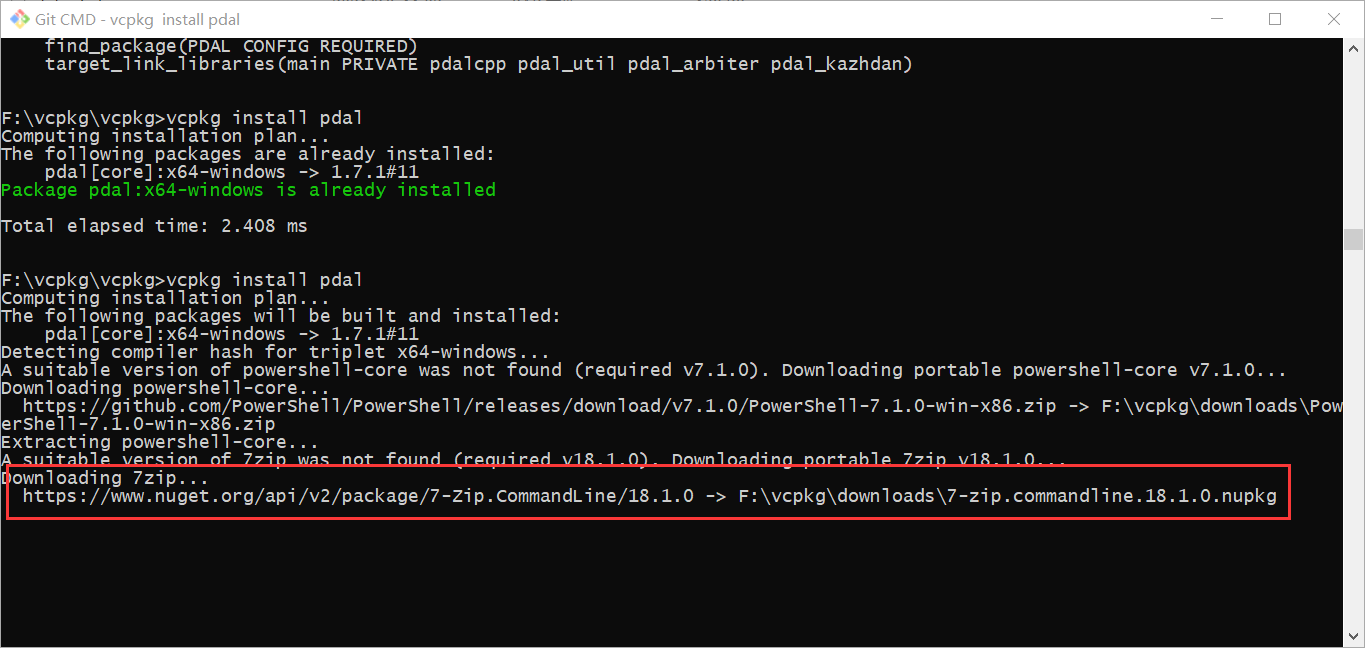 Git CMD - vcpkg  install pdal
    find_package(PDAL CONFIG REQUIRED)
    target_link_libraries(main PRIVATE pdalcpp pdal_util pdal_arbiter pdal_kazhdan)
F:\vcpkg\vcpkg>vcpkg install pdal
Computing installation plan...
The following packages are already installed:
    pdal[core]:x64-windows -> 1.7.1#11
Package pdal:x64-windows is already installed
Total elapsed time: 2.408 ms
F:\vcpkg\vcpkg>vcpkg install pdal
Computing installation plan...
The following packages will be built and installed:
    pdal[core]:x64-windows -> 1.7.1#11
Detecting compiler hash for triplet x64-windows...
A suitable version of powershell-core was not found (required v7.1.0). Downloading portable powershell-core v7.1.0...
Downloading powershell-core...
  https://github.com/PowerShell/PowerShell/releases/download/v7.1.0/PowerShell-7.1.0-win-x86.zip -> F:\vcpkg\downloads\Pow
erShell-7.1.0-win-x86.zip
Extracting powershell-core...
A suitable version of 7zip was not found (required v18.1.0). Downloading portable 7zip v18.1.0...
Downloading 7zip...
  https://www.nuget.org/api/v2/package/7-Zip.CommandLine/18.1.0 -> F:\vcpkg\downloads\7-zip.commandline.18.1.0.nupkg